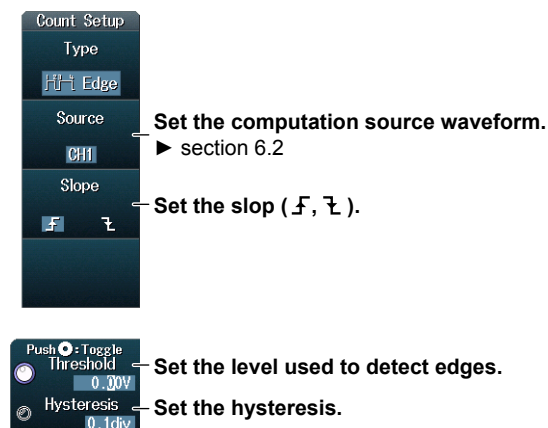 Count Setup
Type
Edge
Source
CH1
Set the computation source waveform.
► section 6.2
Slope
Set the slop (⨍, ⨎ ).
Push : Toggle
Threshold
0.00V
Set the level used to detect edges.
Hysteresis
0.1div
Set the hysteresis.